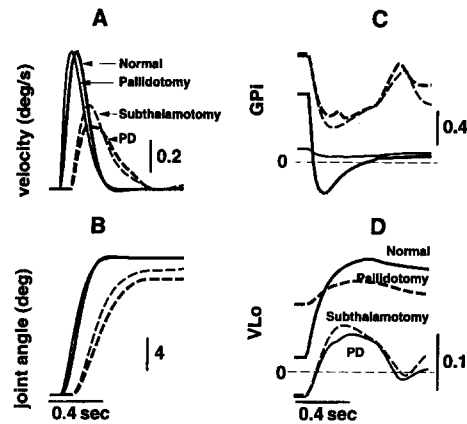 A
velocity (deg/s)
Normal
Pallidotomy
Subthalamotomy
PD
0.2
B
joint angle (deg)
4
0.4 sec
C
GPi
0.4
0
D
VLo
Normal
Pallidotomy
Subthalamotomy
PD
0
0.1
0.4 sec